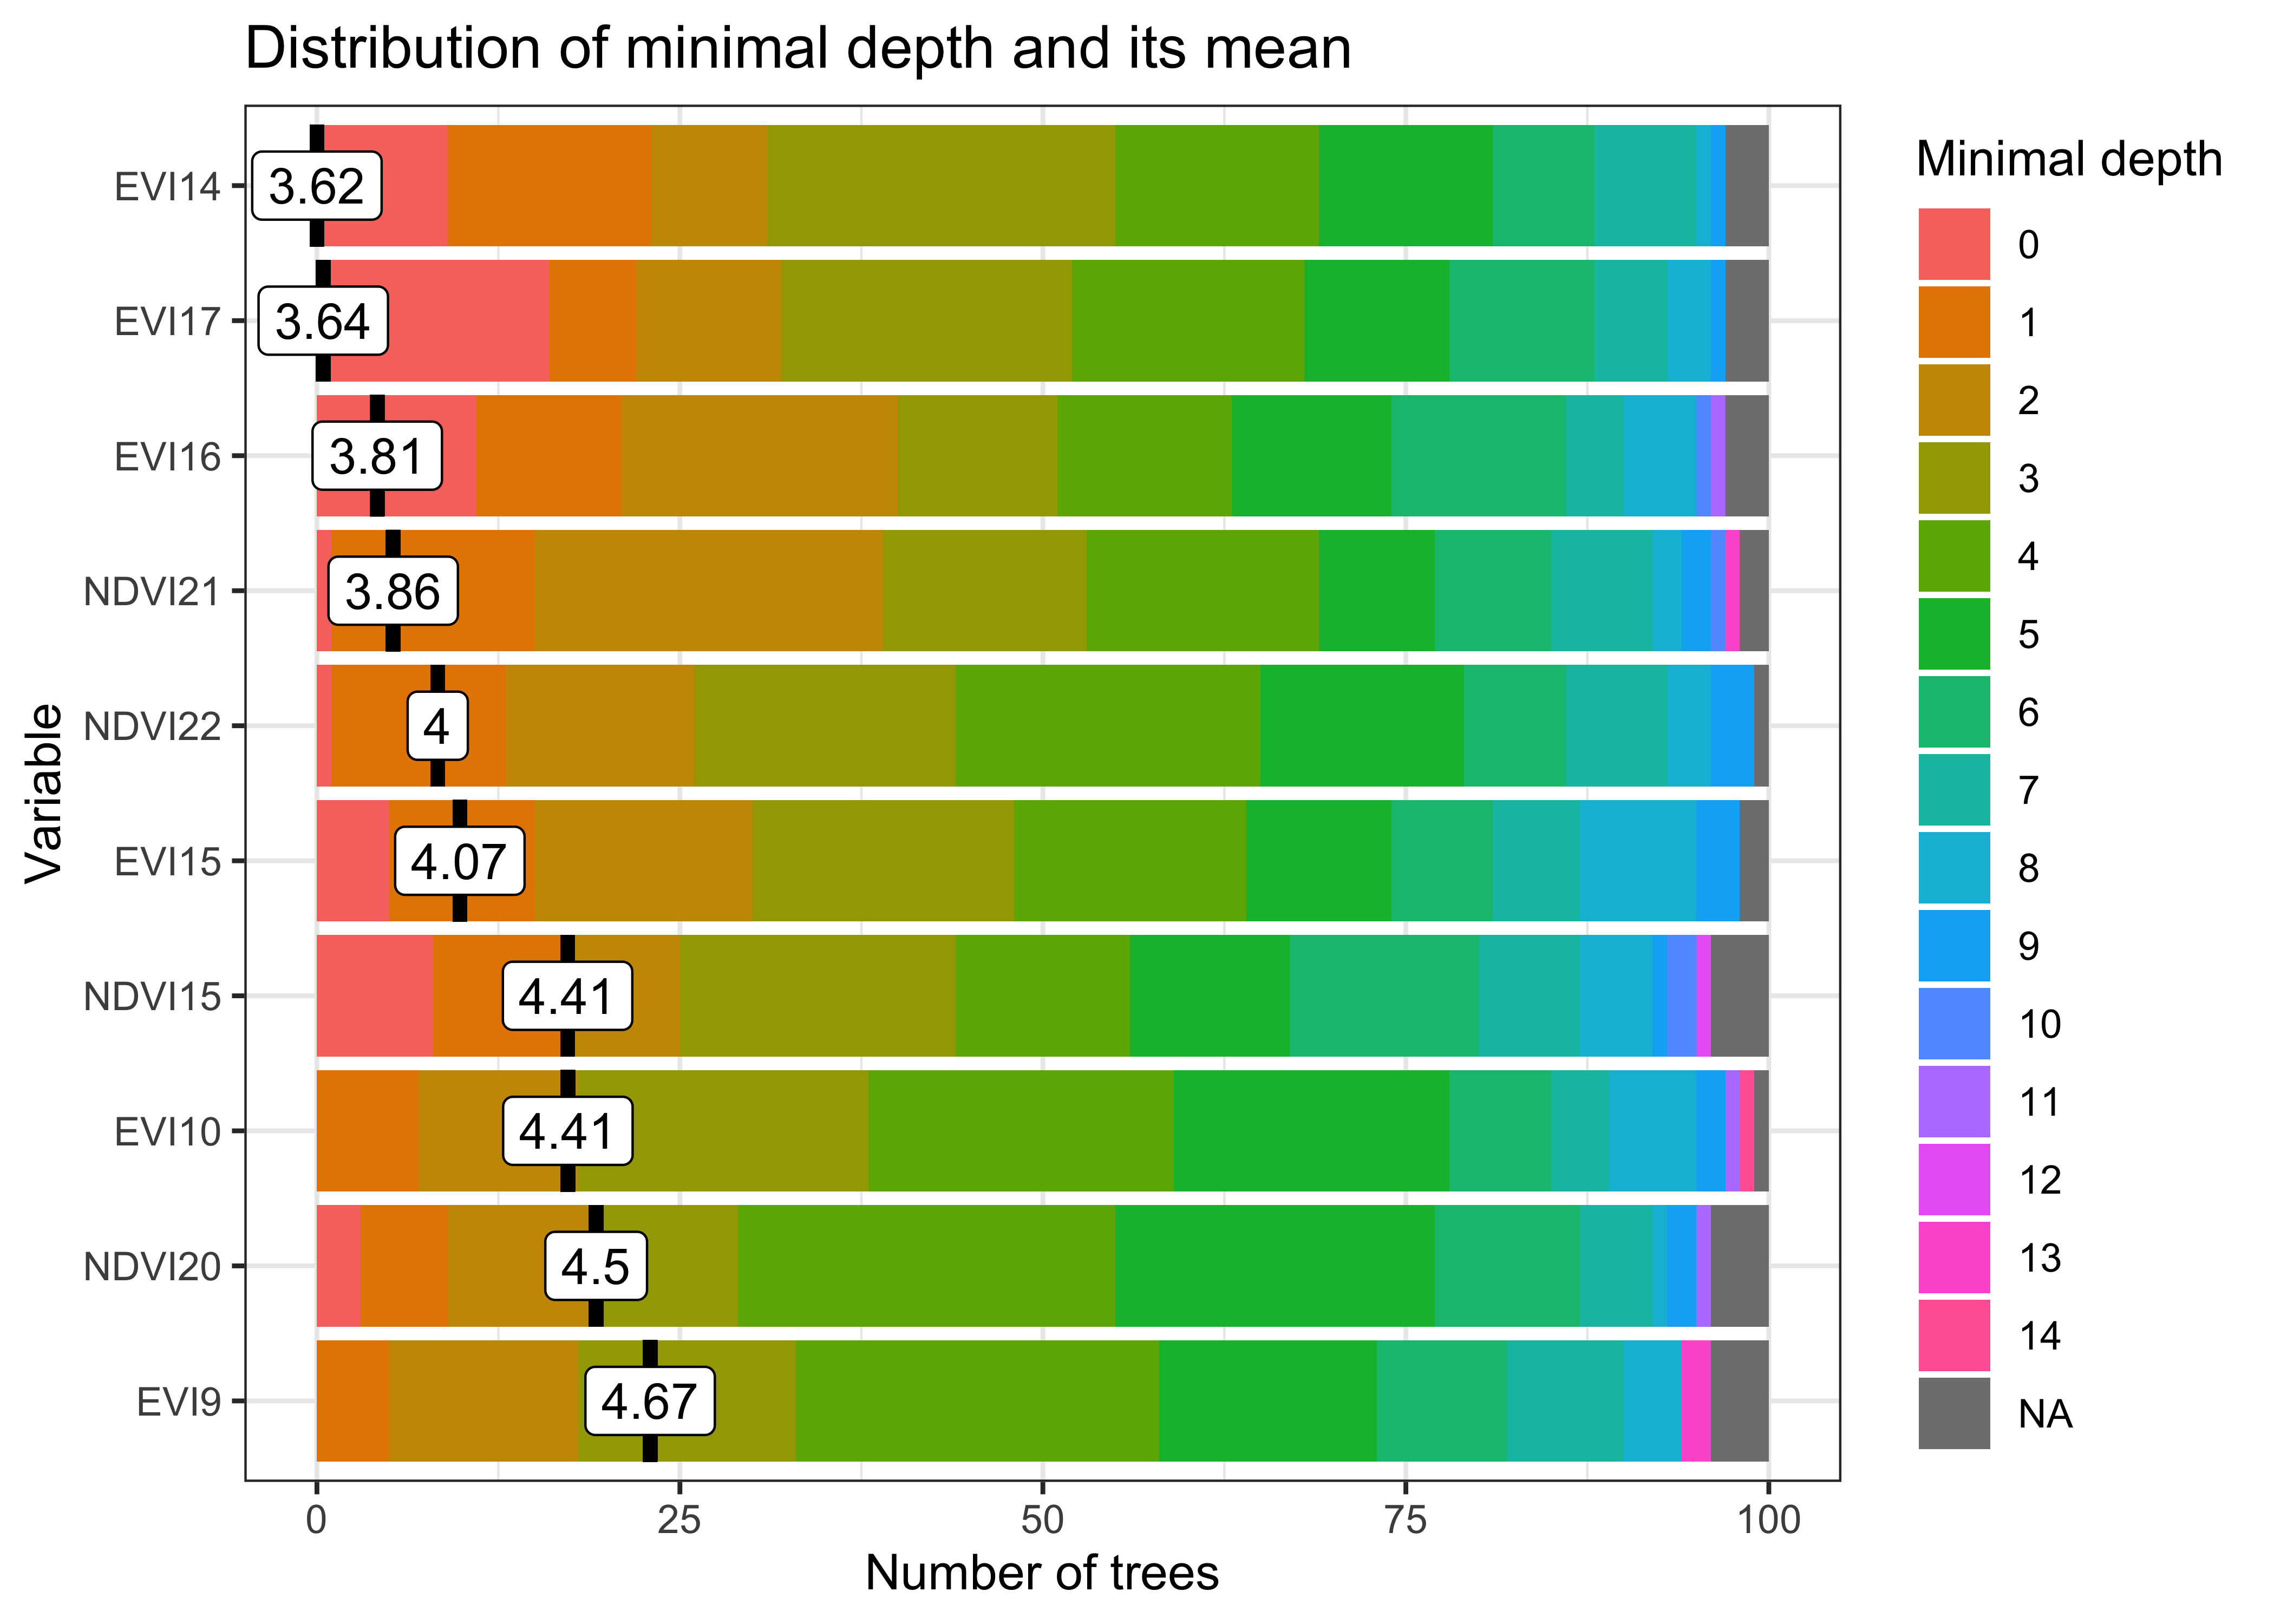 Distribution of minimal depth and its mean
Variable
EVI14
3.62
EVI17
3.64
EVI16
3.81
NDVI21
3.86
NDVI22
4
EVI15
4.07
NDVI15
4.41
EVI10
4.41
NDVI20
4.5
EVI9
4.67
0 25 50 75 100
Number of trees
Minimal depth
0
1
2
3
4
5
6
7
8
9
10
11
12
13
14
NA